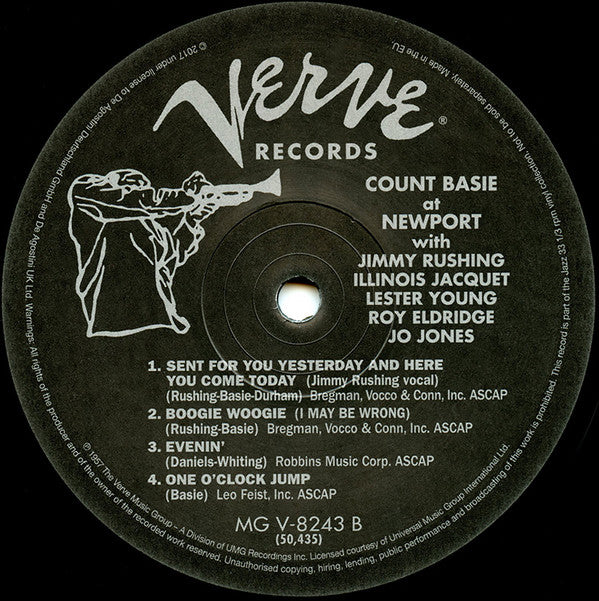 VERVE®
RECORDS
COUNT BASIE
at
NEWPORT
with
JIMMY RUSHING
ILLINOIS JACQUET
LESTER YOUNG
ROY ELDRIDGE
JO JONES
1. SENT FOR YOU YESTERDAY AND HERE
YOU COME TODAY (Jimmy Rushing vocal)
(Rushing-Basie-Durham) Bregman, Vocco & Conn, Inc. ASCAP
2. BOOGIE WOOGIE (I MAY BE WRONG)
(Rushing-Basie) Bregman, Vocco & Conn, Inc. ASCAP
3. EVENIN'
(Daniels-Whiting) Robbins Music Corp. ASCAP
4. ONE O'CLOCK JUMP
(Basie) Leo Feist, Inc. ASCAP
MG V-8243 B
(50,435)
© 2017 under license to De Agostini Deutschland GmbH and De Agostini UK Ltd. Warnings: All rights of the producer and of the owner of the recorded work reserved. Unauthorised copying, hiring, lending, public performance and broadcasting of this work is prohibited. This record is part of the Jazz 33 1/3 rpm vinyl collection. Not to be sold separately. Made in the EU.
℗ 1957 The Verve Music Group – A Division of UMG Recordings Inc. Licensed courtesy of Universal Music Group International Ltd.